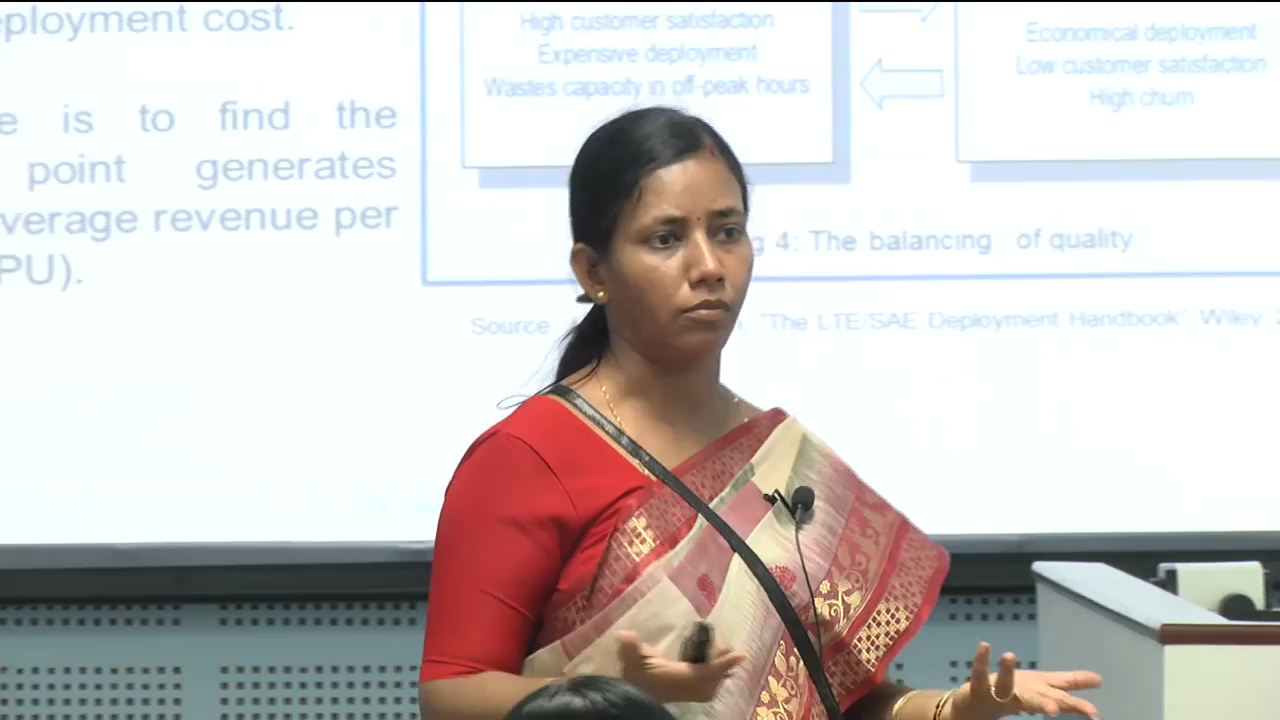 ployment cost.
e is to find the
point generates
verage revenue per
PU).
High customer satisfaction
Expensive deployment
Wastes capacity in off-peak hours
Economical deployment
Low customer satisfaction
High churn
g 4: The balancing of quality
Source
"The LTE/SAE Deployment Handbook" Wiley